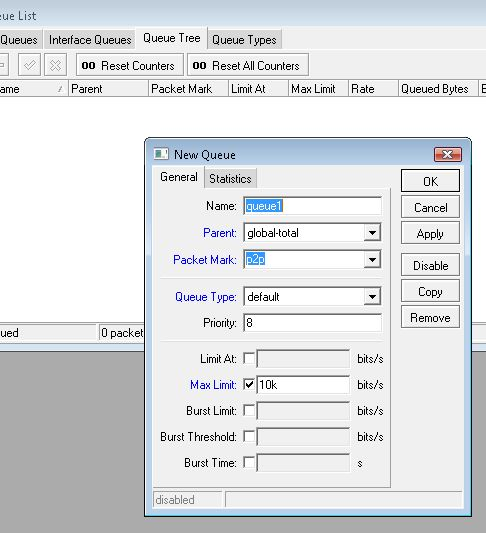 ue List
Queues Interface Queues Queue Tree Queue Types
00 Reset Counters 00 Reset All Counters
ame Parent Packet Mark Limit At Max Limit Rate Queued Bytes
New Queue
General Statistics
Name: queue1
Parent: global-total
Packet Mark: p2p
Queue Type: default
Priority: 8
Limit At: bits/s
Max Limit: 10k bits/s
Burst Limit: bits/s
Burst Threshold: bits/s
Burst Time: s
disabled
OK
Cancel
Apply
Disable
Copy
Remove
ued 0 packet